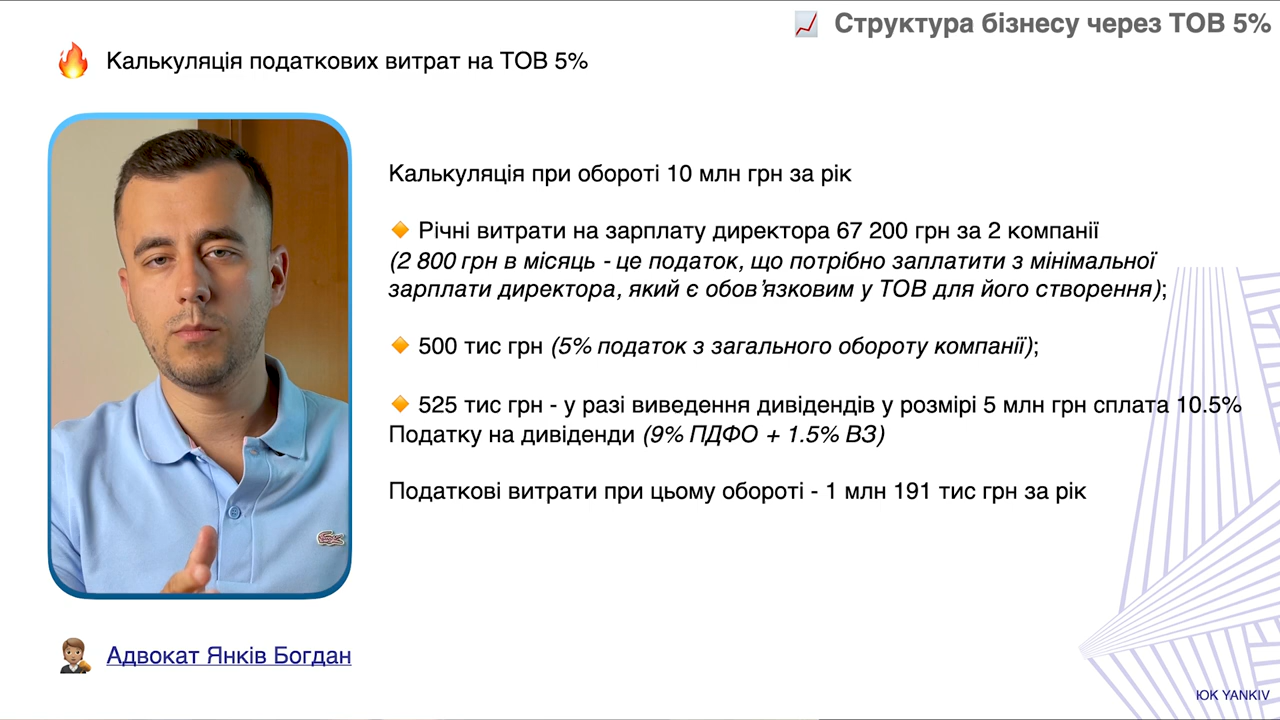 Структура бізнесу через ТОВ 5%
Калькуляція податкових витрат на ТОВ 5%
Калькуляція при обороті 10 млн грн за рік
Річні витрати на зарплату директора 67 200 грн за 2 компанії
(2 800 грн в місяць - це податок, що потрібно заплатити з мінімальної
зарплати директора, який є обов’язковим у ТОВ для його створення);
500 тис грн (5% податок з загального обороту компанії);
525 тис грн - у разі виведення дивідендів у розмірі 5 млн грн сплата 10.5%
Податку на дивіденди (9% ПДФО + 1.5% ВЗ)
Податкові витрати при цьому обороті - 1 млн 191 тис грн за рік
Адвокат Янків Богдан
ЮК YANKIV